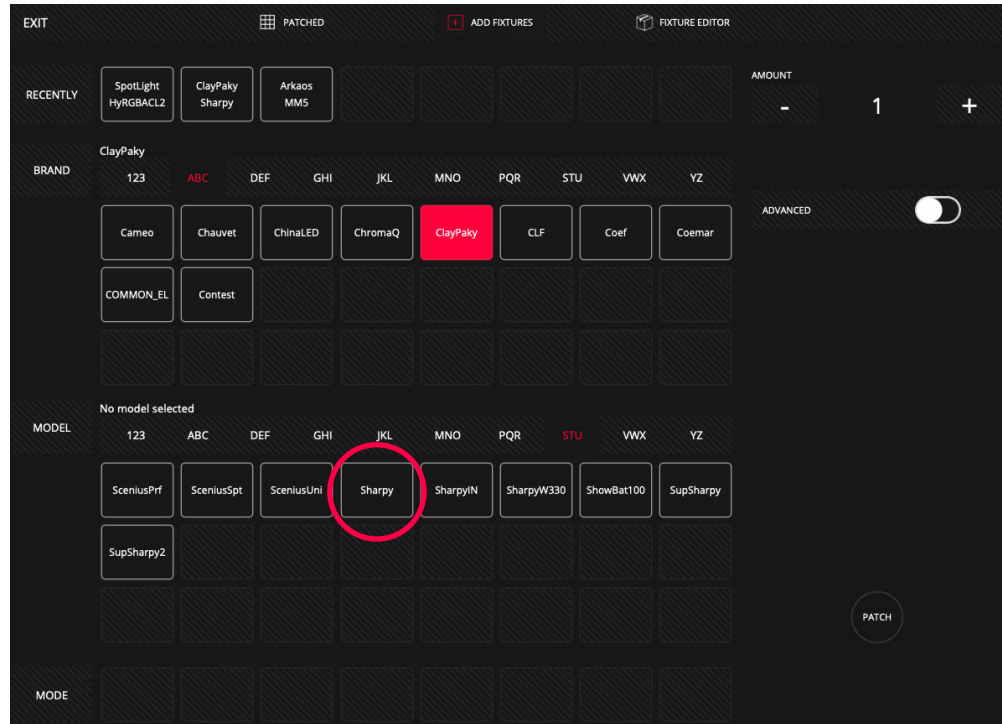 EXIT
PATCHED
ADD FIXTURES
FIXTURE EDITOR
RECENTLY
SpotLight
HyRGBACL2
ClayPaky
Sharpy
Arkaos
MM5
AMOUNT
- 1 +
BRAND
ClayPaky
123 ABC DEF GHI JKL MNO PQR STU VWX YZ
Cameo
Chauvet
ChinaLED
ChromaQ
ClayPaky
CLF
Coef
Coemar
ADVANCED
COMMON_EL
Contest
MODEL
No model selected
123 ABC DEF GHI JKL MNO PQR STU VWX YZ
SceniusPrf
SceniusSpt
SceniusUni
Sharpy
SharpyIN
SharpyW330
ShowBat100
SupSharpy
SupSharpy2
PATCH
MODE